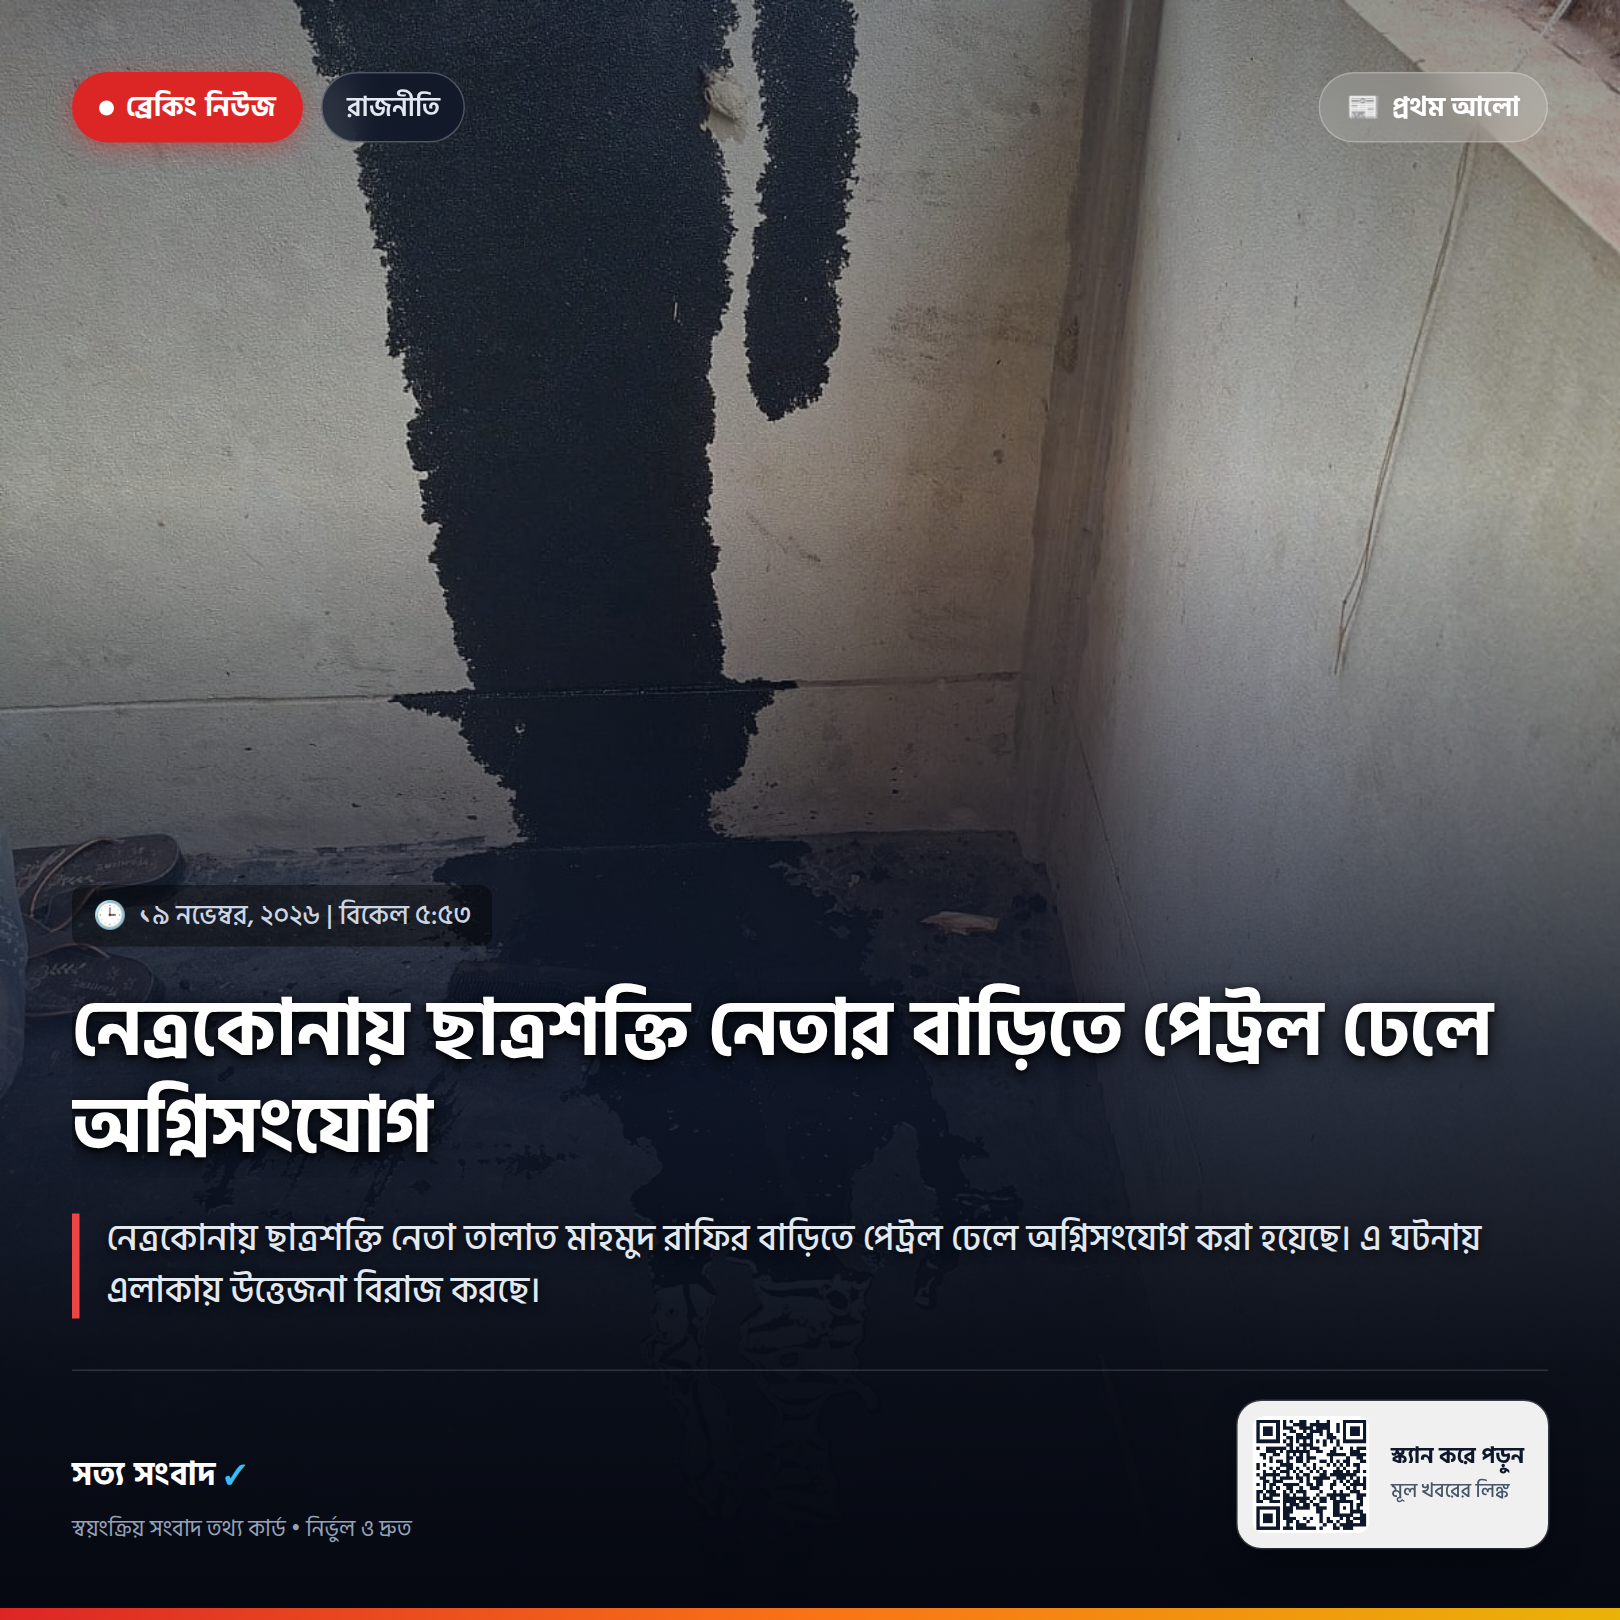 ব্রেকিং নিউজ
রাজনীতি
প্রথম আলো
১৯ নভেম্বর, ২০২৬ | বিকেল ৫:৫৩
নেত্রকোনায় ছাত্রশক্তি নেতার বাড়িতে পেট্রল ঢেলে
অগ্নিসংযোগ
নেত্রকোনায় ছাত্রশক্তি নেতা তালাত মাহমুদ রাফির বাড়িতে পেট্রল ঢেলে অগ্নিসংযোগ করা হয়েছে। এ ঘটনায়
এলাকায় উত্তেজনা বিরাজ করছে।
সত্য সংবাদ ✓
স্বয়ংক্রিয় সংবাদ তথ্য কার্ড • নির্ভুল ও দ্রুত
স্ক্যান করে পড়ুন
মূল খবরের লিঙ্ক